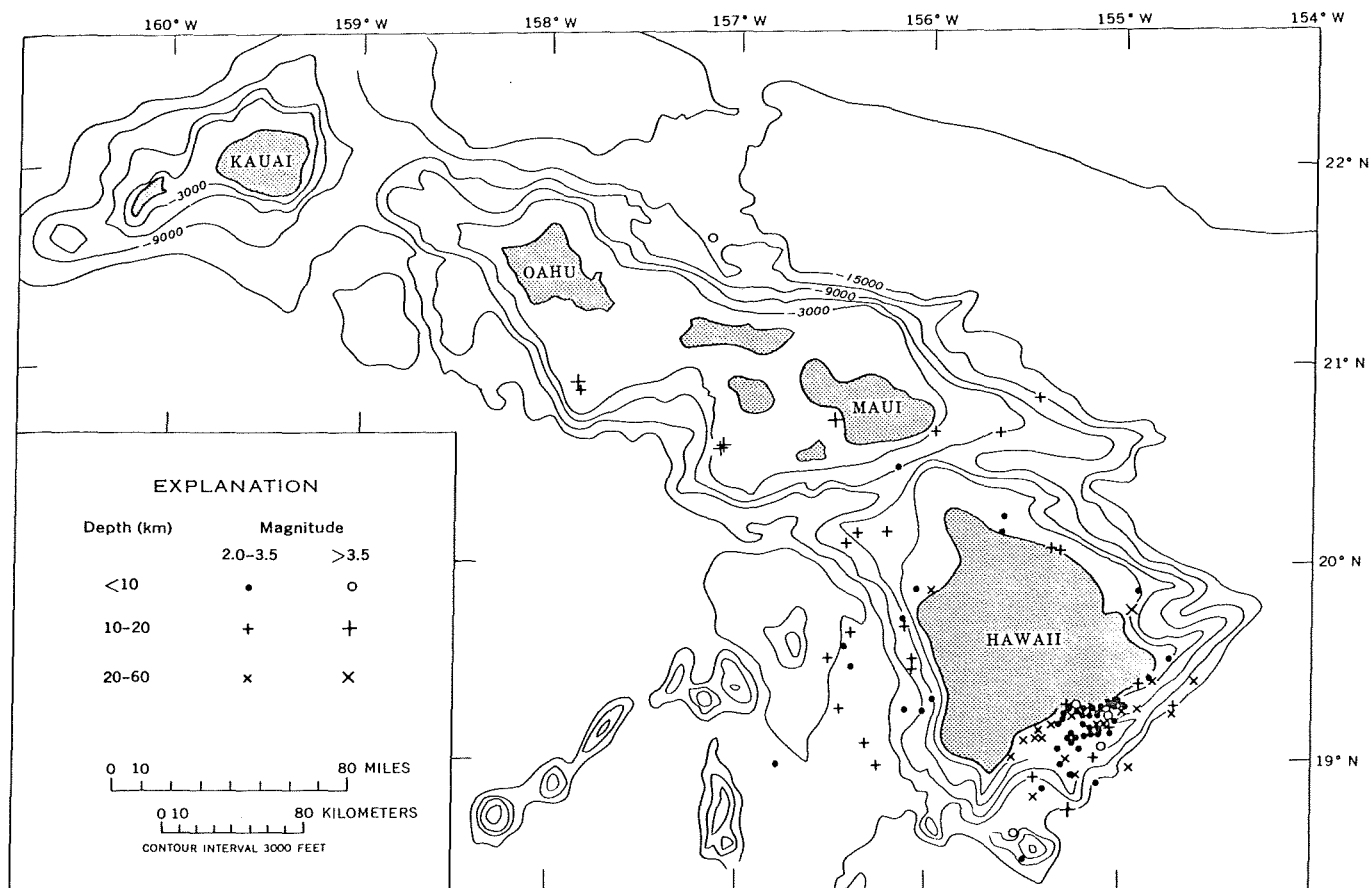 160° W 159° W 158° W 157° W 156° W 155° W 154° W
22° N
KAUAI
-3000
-9000
OAHU
-15000
-9000
-3000
21° N
MAUI
20° N
HAWAII
19° N
EXPLANATION
Depth (km) Magnitude
2.0–3.5 >3.5
<10
10–20
20–60
0 10 80 MILES
0 10 80 KILOMETERS
CONTOUR INTERVAL 3000 FEET